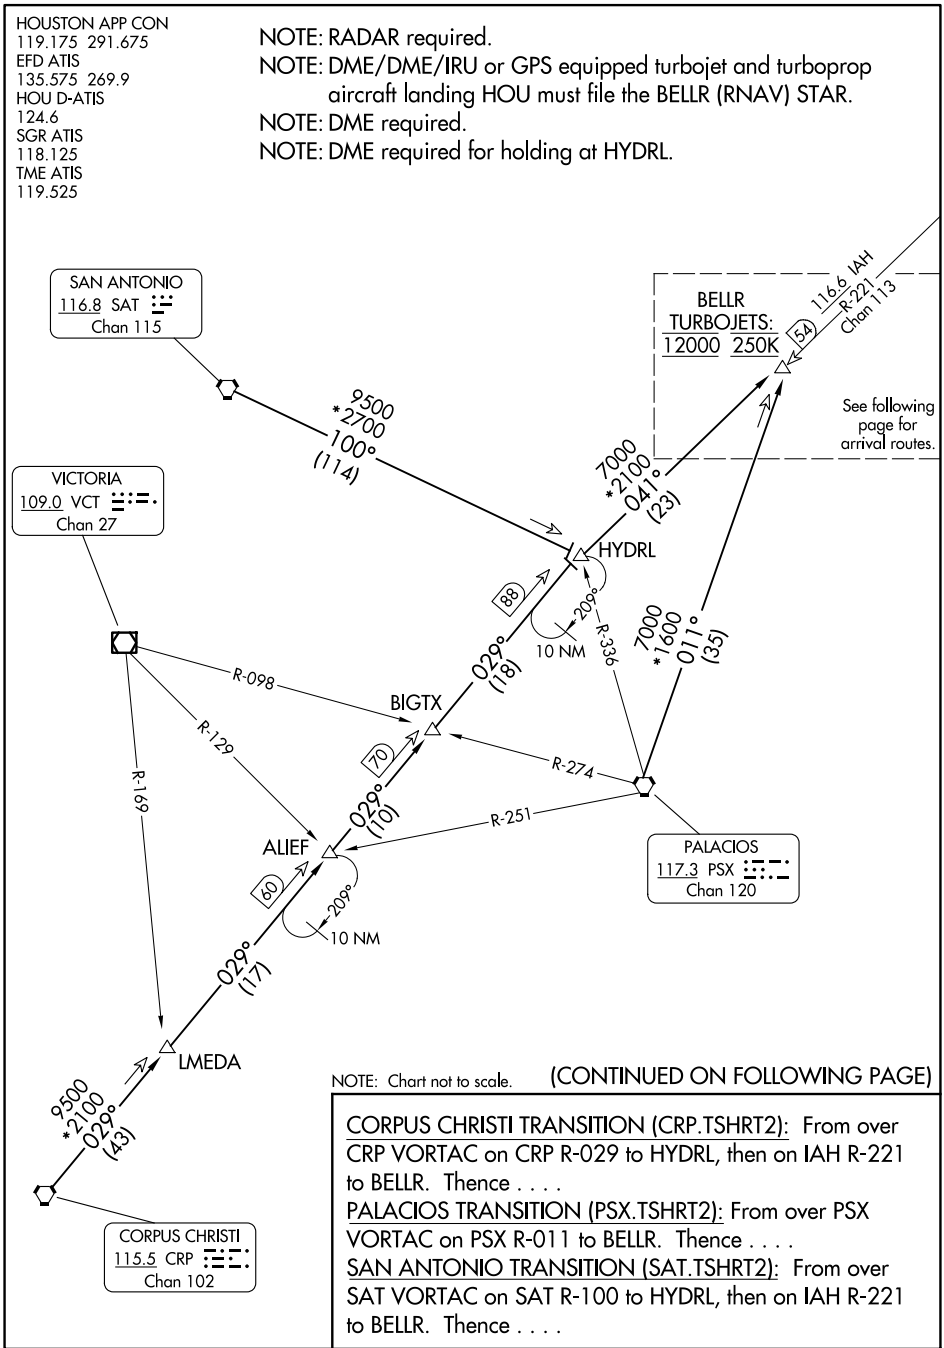 HOUSTON APP CON
119.175 291.675
EFD ATIS
135.575 269.9
HOU D-ATIS
124.6
SGR ATIS
118.125
TME ATIS
119.525
NOTE: RADAR required.
NOTE: DME/DME/IRU or GPS equipped turbojet and turboprop
aircraft landing HOU must file the BELLR (RNAV) STAR.
NOTE: DME required.
NOTE: DME required for holding at HYDRL.
SAN ANTONIO
116.8 SAT
Chan 115
116.6 IAH
R-221
Chan 113
54
BELLR
TURBOJETS:
12000 250K
See following
page for
arrival routes.
9500
*2700
100°
(114)
VICTORIA
109.0 VCT
Chan 27
7000
*2100
041°
(23)
HYDRL
88
209°
10 NM
R-336
7000
*1600
011°
(35)
029°
(18)
R-098
BIGTX
R-129
70
R-274
R-169
029°
(10)
R-251
ALIEF
PALACIOS
117.3 PSX
Chan 120
60
209°
10 NM
029°
(17)
LMEDA
9500
*2100
029°
(43)
CORPUS CHRISTI
115.5 CRP
Chan 102
NOTE: Chart not to scale.
(CONTINUED ON FOLLOWING PAGE)
CORPUS CHRISTI TRANSITION (CRP.TSHRT2): From over
CRP VORTAC on CRP R-029 to HYDRL, then on IAH R-221
to BELLR. Thence . . . .
PALACIOS TRANSITION (PSX.TSHRT2): From over PSX
VORTAC on PSX R-011 to BELLR. Thence . . . .
SAN ANTONIO TRANSITION (SAT.TSHRT2): From over
SAT VORTAC on SAT R-100 to HYDRL, then on IAH R-221
to BELLR. Thence . . . .